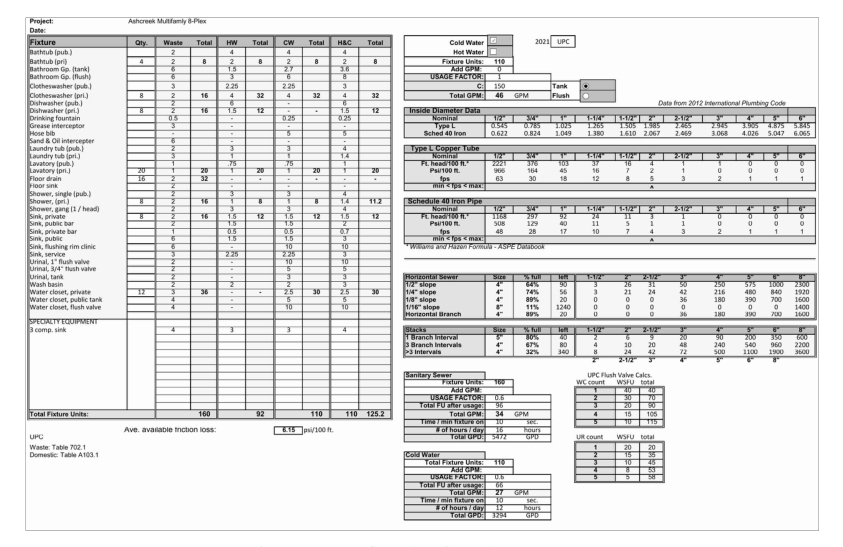 Project: Ashcreek Multifamly 8-Plex
Date:
Fixture Qty. Waste Total HW Total CW Total H&C Total
Bathtub (pub.) 2 4 4 4
Bathtub (pri) 4 2 8 2 8 2 8 2 8
Bathroom Gp. (tank) 6 1.5 2.7 3.6
Bathroom Gp. (flush) 6 3 6 8
Clotheswasher (pub.) 3 2.25 2.25 3
Clotheswasher (pri.) 8 2 16 4 32 4 32 4 32
Dishwasher (pub.) 2 6 - 6
Dishwasher (pri.) 8 2 16 1.5 12 - - 1.5 12
Drinking fountain 0.5 - 0.25 0.25
Grease interceptor 3 - - -
Hose bib - 5 5
Sand & Oil interceptor 6 - - -
Laundry tub (pub.) 2 3 3 4
Laundry tub (pri.) 3 1 1 1.4
Lavatory (pub.) 1 .75 .75 1
Lavatory (pri.) 20 1 20 1 20 1 20 1 20
Floor drain 16 2 32 - - - - - -
Floor sink 2 - - -
Shower, single (pub.) 2 3 3 4
Shower, (pri.) 8 2 16 1 8 1 8 1.4 11.2
Shower, gang (1 / head) 2 3 3 4
Sink, private 8 2 16 1.5 12 1.5 12 1.5 12
Sink, public bar 2 1.5 1.5 2
Sink, private bar 1 0.5 0.5 0.7
Sink, public 6 1.5 1.5 3
Sink, flushing rim clinic 6 - 10 10
Sink, service 3 2.25 2.25 3
Urinal, 1" flush valve 2 - 10 10
Urinal, 3/4" flush valve 2 - 5 5
Urinal, tank 2 - 3 3
Wash basin 2 2 2 3
Water closet, private 12 3 36 - - 2.5 30 2.5 30
Water closet, public tank 4 - 5 5
Water closet, flush valve 4 - 10 10
SPECIALTY EQUIPMENT
3 comp. sink 4 3 3 4
Total Fixture Units: 160 92 110 110 125.2
Ave. available friction loss: 6.15 psi/100 ft.
UPC
Waste: Table 702.1
Domestic: Table A103.1
Cold Water 2021 UPC
Hot Water
Fixture Units: 110
Add GPM: 0
USAGE FACTOR: 1
C: 150 Tank
Total GPM: 46 GPM Flush
Data from 2012 International Plumbing Code
Inside Diameter Data
Nominal 1/2" 3/4" 1" 1-1/4" 1-1/2" 2" 2-1/2" 3" 4" 5" 6"
Type L 0.545 0.785 1.025 1.265 1.505 1.985 2.465 2.945 3.905 4.875 5.845
Sched 40 Iron 0.622 0.824 1.049 1.380 1.610 2.067 2.469 3.068 4.026 5.047 6.065
Type L Copper Tube
Nominal 1/2" 3/4" 1" 1-1/4" 1-1/2" 2" 2-1/2" 3" 4" 5" 6"
Ft. head/100 ft.* 2221 376 103 37 16 4 1 1 0 0 0
Psi/100 ft. 966 164 45 16 7 2 1 0 0 0 0
fps 63 30 18 12 8 5 3 2 1 1 1
min < fps < max: ^
Schedule 40 Iron Pipe
Nominal 1/2" 3/4" 1" 1-1/4" 1-1/2" 2" 2-1/2" 3" 4" 5" 6"
Ft. head/100 ft.* 1168 297 92 24 11 3 1 0 0 0 0
Psi/100 ft. 508 129 40 11 5 1 1 0 0 0 0
fps 48 28 17 10 7 4 3 2 1 1 1
min < fps < max: ^
* Williams and Hazen Formula - ASPE Databook
Horizontal Sewer Size % full left 1-1/2" 2" 2-1/2" 3" 4" 5" 6" 8"
1/2" slope 4" 64% 90 3 26 31 50 250 575 1000 2300
1/4" slope 4" 74% 56 3 21 24 42 216 480 840 1920
1/8" slope 4" 89% 20 0 0 0 36 180 390 700 1600
1/16" slope 8" 11% 1240 0 0 0 0 0 0 0 1400
Horizontal Branch 4" 89% 20 0 0 0 36 180 390 700 1600
Stacks Size % full left 1-1/2" 2" 2-1/2" 3" 4" 5" 6" 8"
1 Branch Interval 5" 80% 40 2 6 9 20 90 200 350 600
3 Branch Intervals 4" 67% 80 4 10 20 48 240 540 960 2200
>3 Intervals 4" 32% 340 8 24 42 72 500 1100 1900 3600
2" 2-1/2" 3" 4" 5" 6" 8"
Sanitary Sewer
Fixture Units: 160
Add GPM:
USAGE FACTOR: 0.6
Total FU after usage: 96
Total GPM: 34 GPM
Time / min fixture on 10 sec.
# of hours / day 16 hours
Total GPD: 5472 GPD
UPC Flush Valve Calcs.
WC count WSFU total
1 40 40
2 30 70
3 20 90
4 15 105
5 10 115
UR count WSFU total
1 20 20
2 15 35
3 10 45
4 8 53
5 5 58
Cold Water
Total Fixture Units: 110
Add GPM:
USAGE FACTOR: 0.6
Total FU after usage: 66
Total GPM: 27 GPM
Time / min fixture on 10 sec.
# of hours / day 12 hours
Total GPD: 3294 GPD